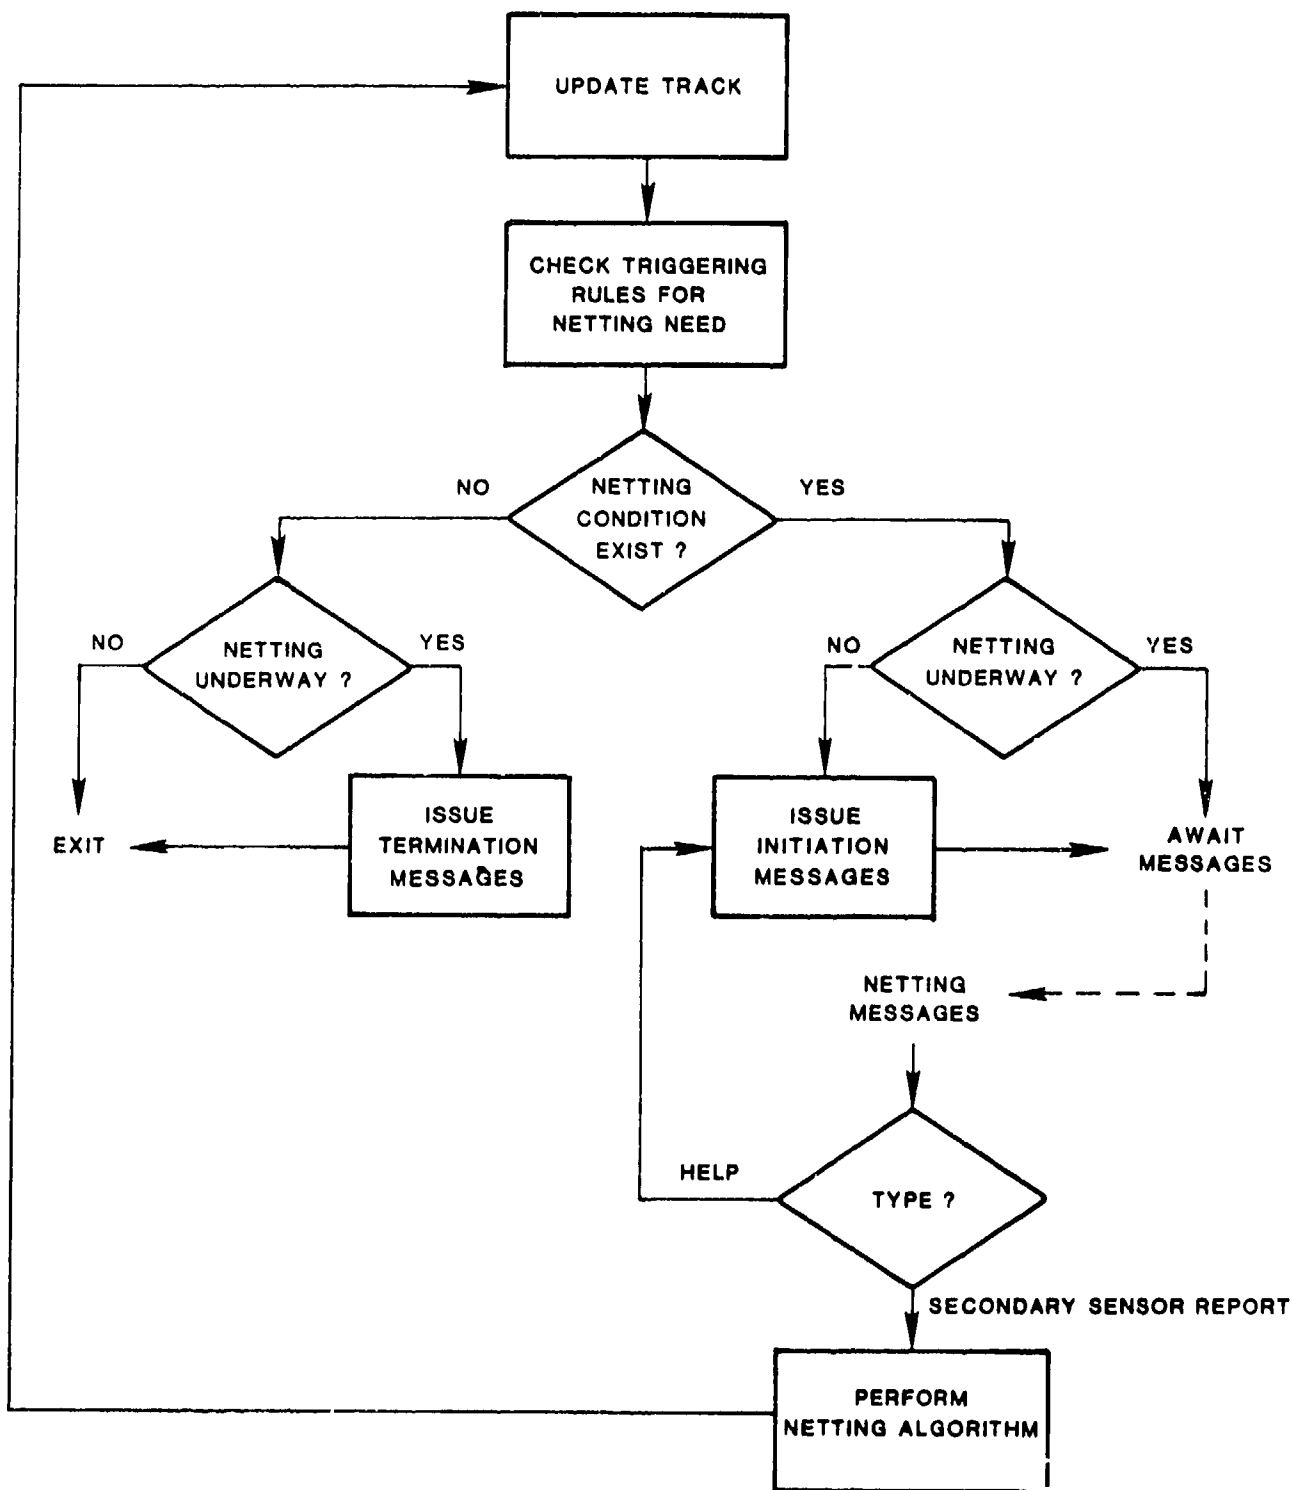 UPDATE TRACK
CHECK TRIGGERING
RULES FOR
NETTING NEED
NO
NETTING
CONDITION
EXIST ?
YES
NO
NETTING
UNDERWAY ?
YES
NO
NETTING
UNDERWAY ?
YES
EXIT
ISSUE
TERMINATION
MESSAGES
ISSUE
INITIATION
MESSAGES
AWAIT
MESSAGES
NETTING
MESSAGES
HELP
TYPE ?
SECONDARY SENSOR REPORT
PERFORM
NETTING ALGORITHM